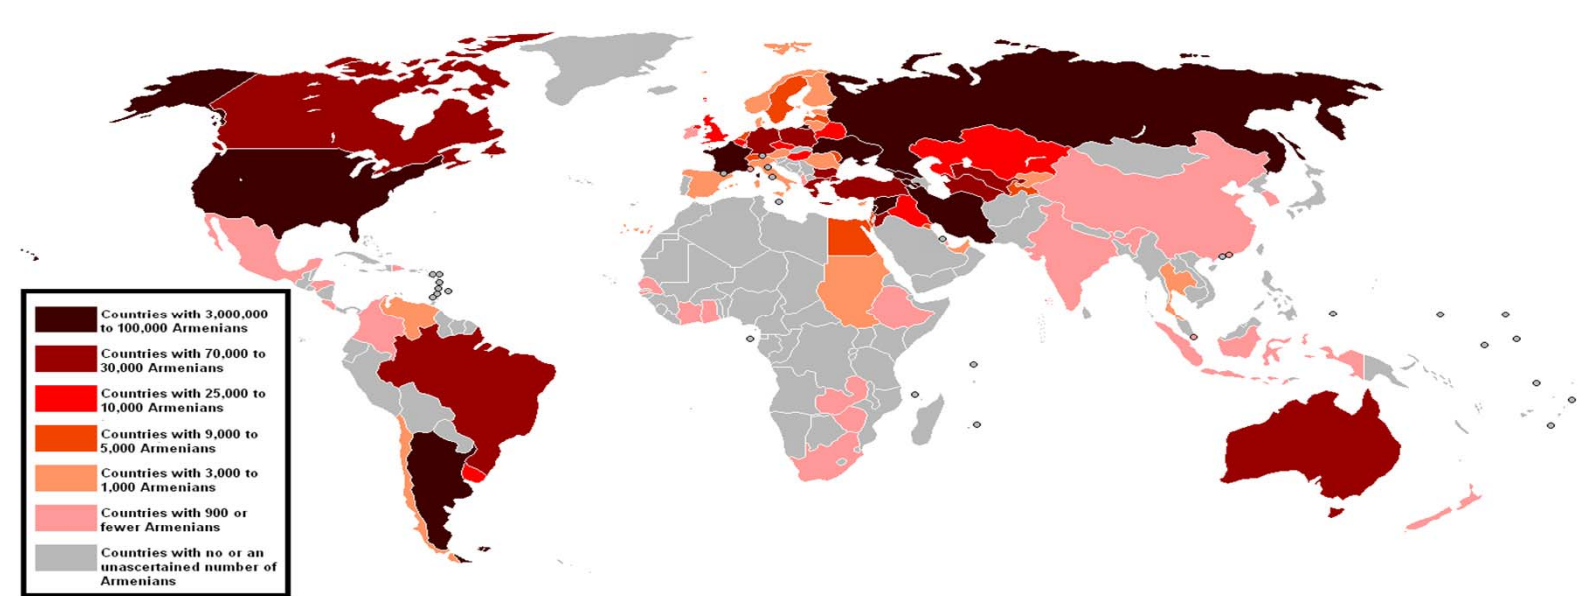 Countries with 3,000,000
to 100,000 Armenians
Countries with 70,000 to
30,000 Armenians
Countries with 25,000 to
10,000 Armenians
Countries with 9,000 to
5,000 Armenians
Countries with 3,000 to
1,000 Armenians
Countries with 900 or
fewer Armenians
Countries with no or an
unascertained number of
Armenians